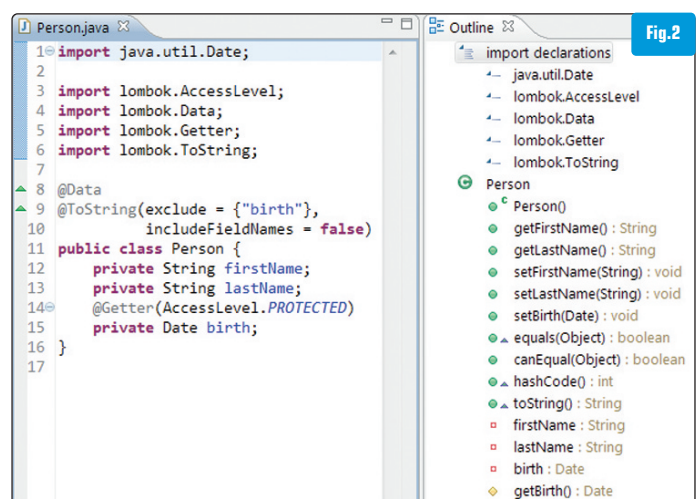 Person.java
1 import java.util.Date;
2
3 import lombok.AccessLevel;
4 import lombok.Data;
5 import lombok.Getter;
6 import lombok.ToString;
7
8 @Data
9 @ToString(exclude = {"birth"},
10 includeFieldNames = false)
11 public class Person {
12 private String firstName;
13 private String lastName;
14 @Getter(AccessLevel.PROTECTED)
15 private Date birth;
16 }
17
Outline
Fig.2
import declarations
java.util.Date
lombok.AccessLevel
lombok.Data
lombok.Getter
lombok.ToString
Person
C Person()
getFirstName() : String
getLastName() : String
setFirstName(String) : void
setLastName(String) : void
setBirth(Date) : void
equals(Object) : boolean
canEqual(Object) : boolean
hashCode() : int
toString() : String
firstName : String
lastName : String
birth : Date
getBirth() : Date